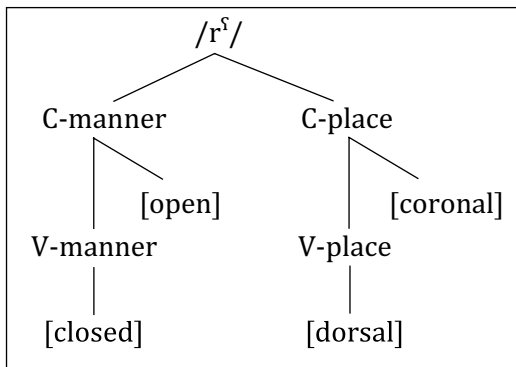 /rˤ/
C-manner C-place
[open] [coronal]
V-manner V-place
[closed] [dorsal]